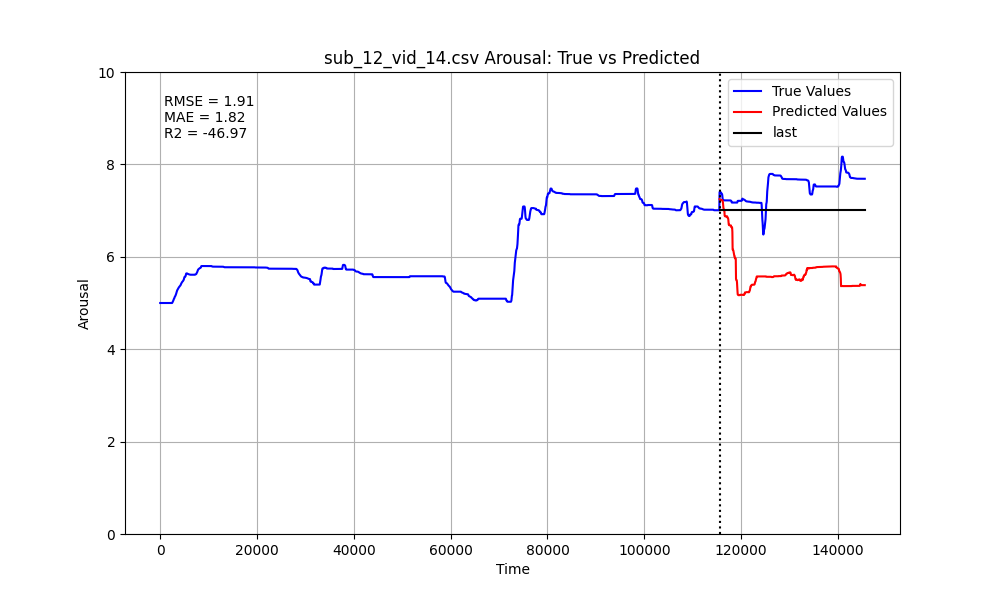 sub_12_vid_14.csv Arousal: True vs Predicted
RMSE = 1.91
MAE = 1.82
R2 = -46.97
True Values
Predicted Values
last
Arousal
10
8
6
4
2
0
0 20000 40000 60000 80000 100000 120000 140000
Time